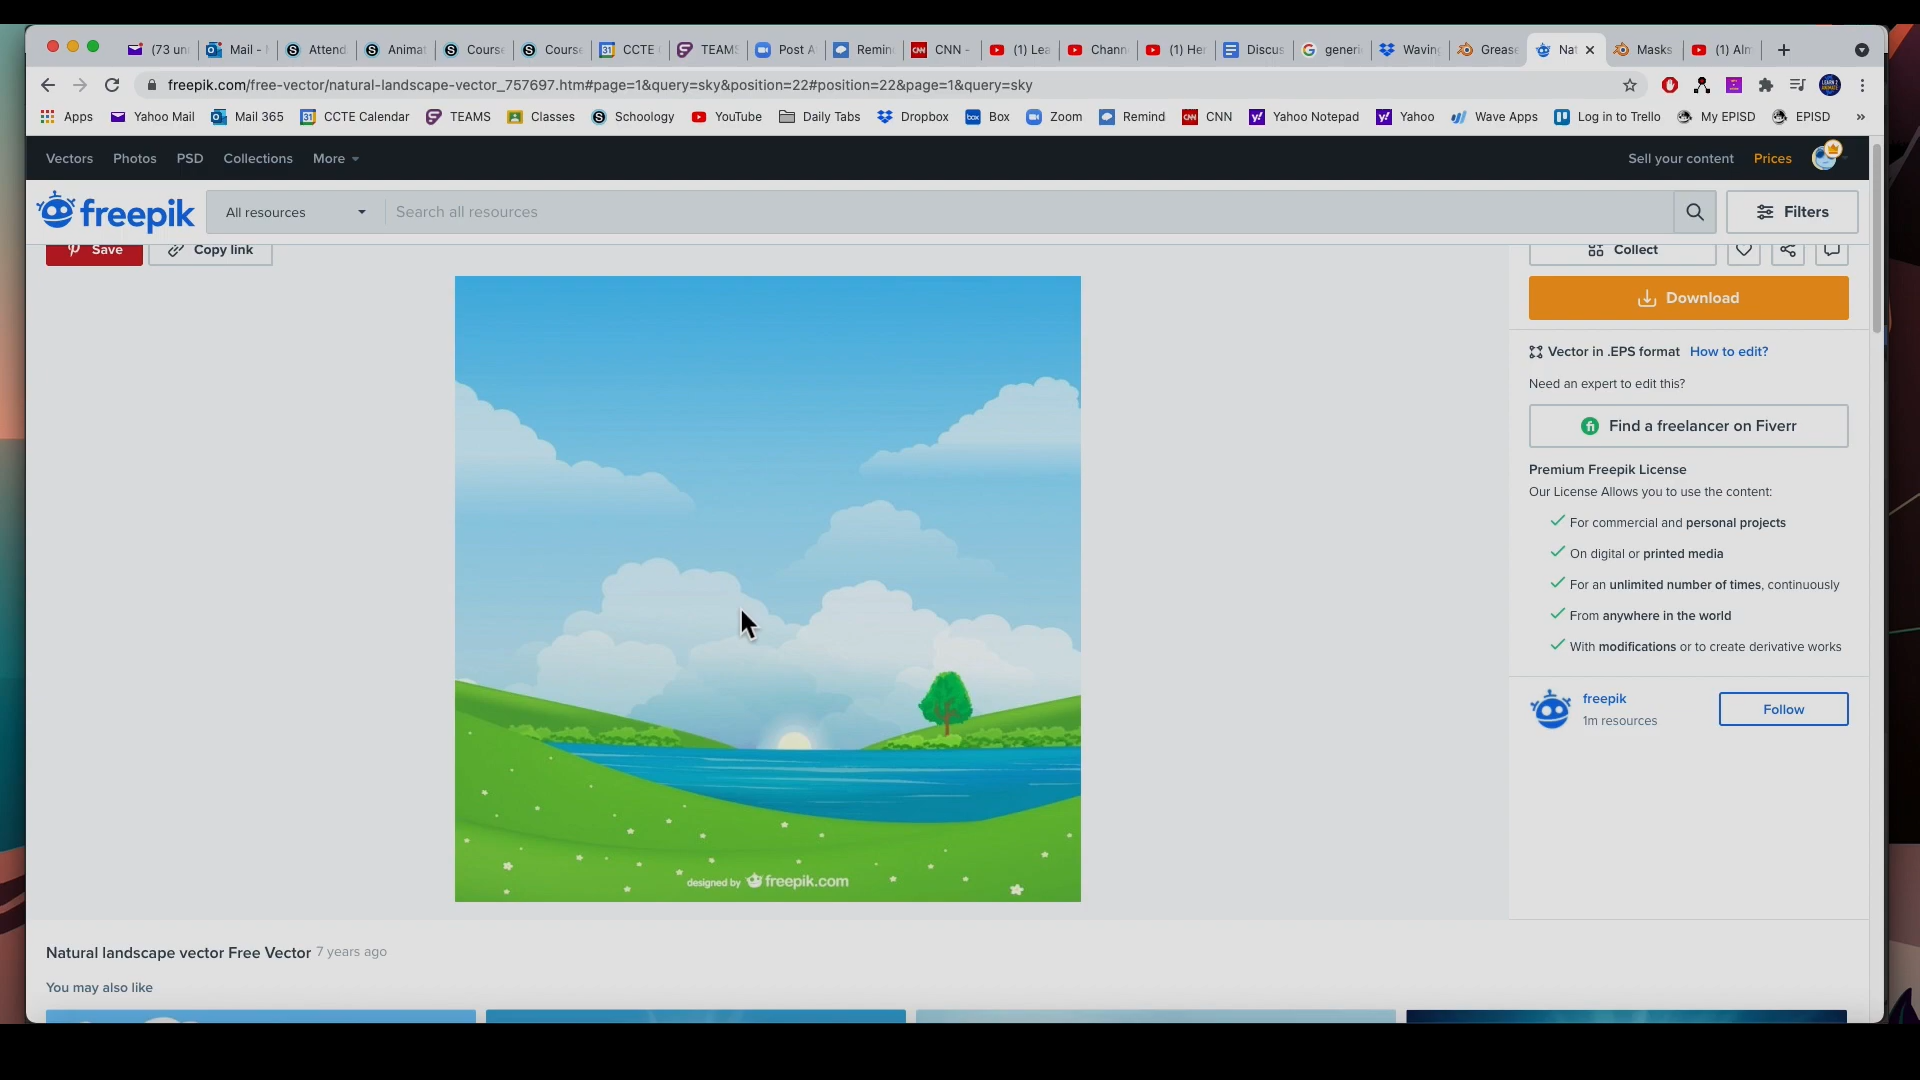 (73 un
Mail -
Attend
Animat
Course
Course
CCTE
TEAMS
Post A
Remin
CNN -
(1) Lea
Chann
(1) Her
Discus
generi
Waving
Grease
Nat
Masks
(1) Alm
freepik.com/free-vector/natural-landscape-vector_757697.htm#page=1&query=sky&position=22#position=22&page=1&query=sky
Apps
Yahoo Mail
Mail 365
CCTE Calendar
TEAMS
Classes
Schoology
YouTube
Daily Tabs
Dropbox
Box
Zoom
Remind
CNN
Yahoo Notepad
Yahoo
Wave Apps
Log in to Trello
My EPISD
EPISD
»
Vectors
Photos
PSD
Collections
More
Sell your content
Prices
freepik
All resources
Search all resources
Filters
Save
Copy link
Collect
Download
Vector in .EPS format How to edit?
Need an expert to edit this?
fi Find a freelancer on Fiverr
Premium Freepik License
Our License Allows you to use the content:
For commercial and personal projects
On digital or printed media
For an unlimited number of times, continuously
From anywhere in the world
With modifications or to create derivative works
freepik
1m resources
Follow
designed by freepik.com
Natural landscape vector Free Vector 7 years ago
You may also like